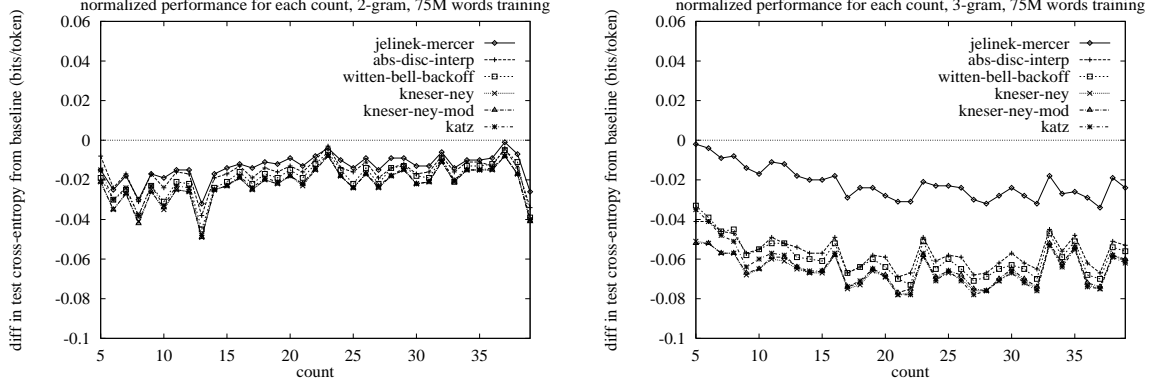 normalized performance for each count, 2-gram, 75M words training
diff in test cross-entropy from baseline (bits/token)
0.06
0.04
0.02
0
-0.02
-0.04
-0.06
-0.08
-0.1
jelinek-mercer
abs-disc-interp
witten-bell-backoff
kneser-ney
kneser-ney-mod
katz
5 10 15 20 25 30 35
count
normalized performance for each count, 3-gram, 75M words training
diff in test cross-entropy from baseline (bits/token)
0.06
0.04
0.02
0
-0.02
-0.04
-0.06
-0.08
-0.1
jelinek-mercer
abs-disc-interp
witten-bell-backoff
kneser-ney
kneser-ney-mod
katz
5 10 15 20 25 30 35
count